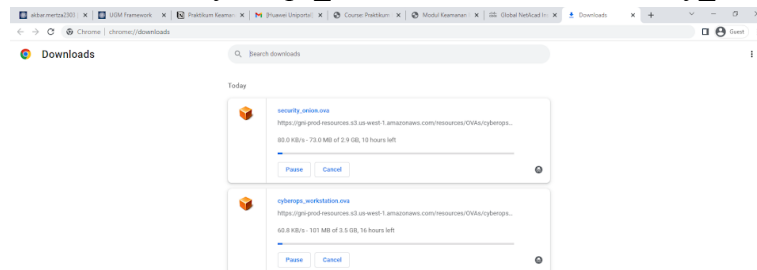 akbar.mertza2303
UGM Framework
Praktikum Keaman
[Huawei Uniportal]
Course: Praktikum
Modul Keamanan
Global NetAcad In
Downloads
Chrome | chrome://downloads
Guest
Downloads
Search downloads
Today
security_onion.ova
https://gni-prod-resources.s3.us-west-1.amazonaws.com/resources/OVAs/cyberops...
80.0 KB/s - 73.0 MB of 2.9 GB, 10 hours left
Pause Cancel
cyberops_workstation.ova
https://gni-prod-resources.s3.us-west-1.amazonaws.com/resources/OVAs/cyberops...
60.0 KB/s - 101 MB of 3.5 GB, 16 hours left
Pause Cancel